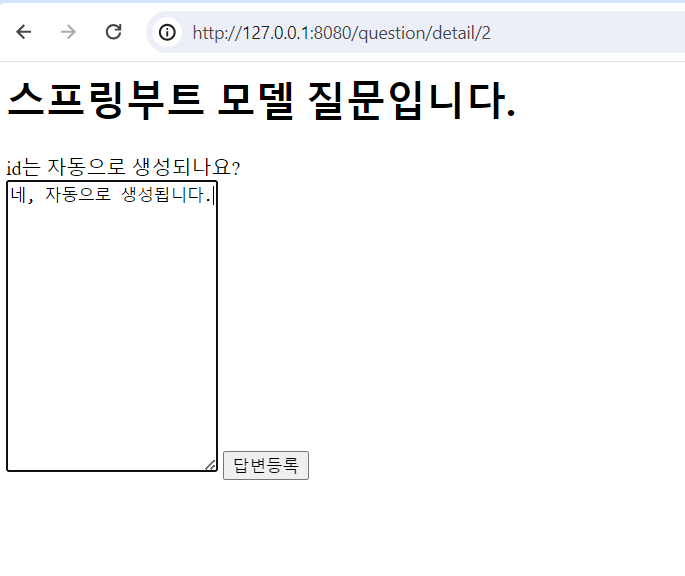 http://127.0.0.1:8080/question/detail/2
스프링부트 모델 질문입니다.
id는 자동으로 생성되나요?
네, 자동으로 생성됩니다.
답변등록